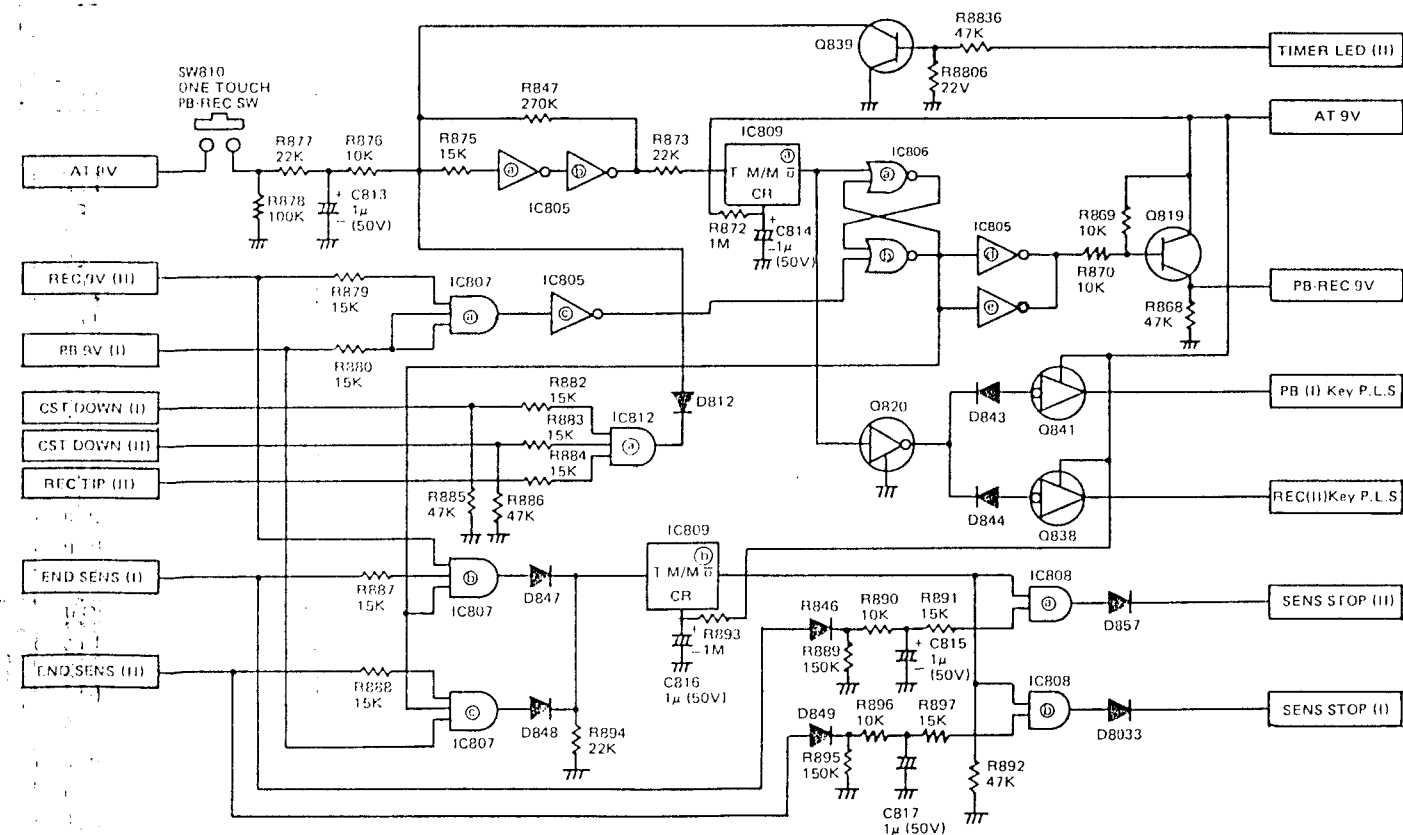 R8836
47K
Q839
TIMER LED (II)
R8806
22V
SW810
ONE TOUCH
PB-REC SW
R847
270K
AT 9V
IC809
R877
22K
R876
10K
R875
15K
R873
22K
IC806
AT 9V
a
b
T M/M Q̅
a
CR
a
R878
100K
+
C813
1µ
(50V)
-
IC805
R872
1M
+
C814
1µ
(50V)
-
IC805
R869
10K
Q819
b
d
R870
10K
REC 9V (II)
R879
15K
IC807
IC805
PB-REC 9V
a
c
e
R868
47K
PB 9V (I)
R880
15K
CST DOWN (I)
R882
15K
IC812
D812
PB (I) Key P.L.S
D843
Q841
Q820
CST DOWN (II)
R883
15K
a
REC TIP (II)
R884
15K
R885
47K
R886
47K
REC(II)Key P.L.S
D844
Q838
IC809
END SENS (I)
R887
15K
b
IC807
D847
T M/M Q̅
b
CR
R893
1M
+
-
C816
1µ (50V)
IC808
a
D857
SENS STOP (II)
R846
R890
10K
R891
15K
R889
150K
+
C815
1µ
(50V)
-
END SENS (II)
R888
15K
c
IC807
D848
R894
22K
IC808
b
D8033
SENS STOP (I)
D849
R896
10K
R897
15K
R895
150K
C817
1µ (50V)
R892
47K